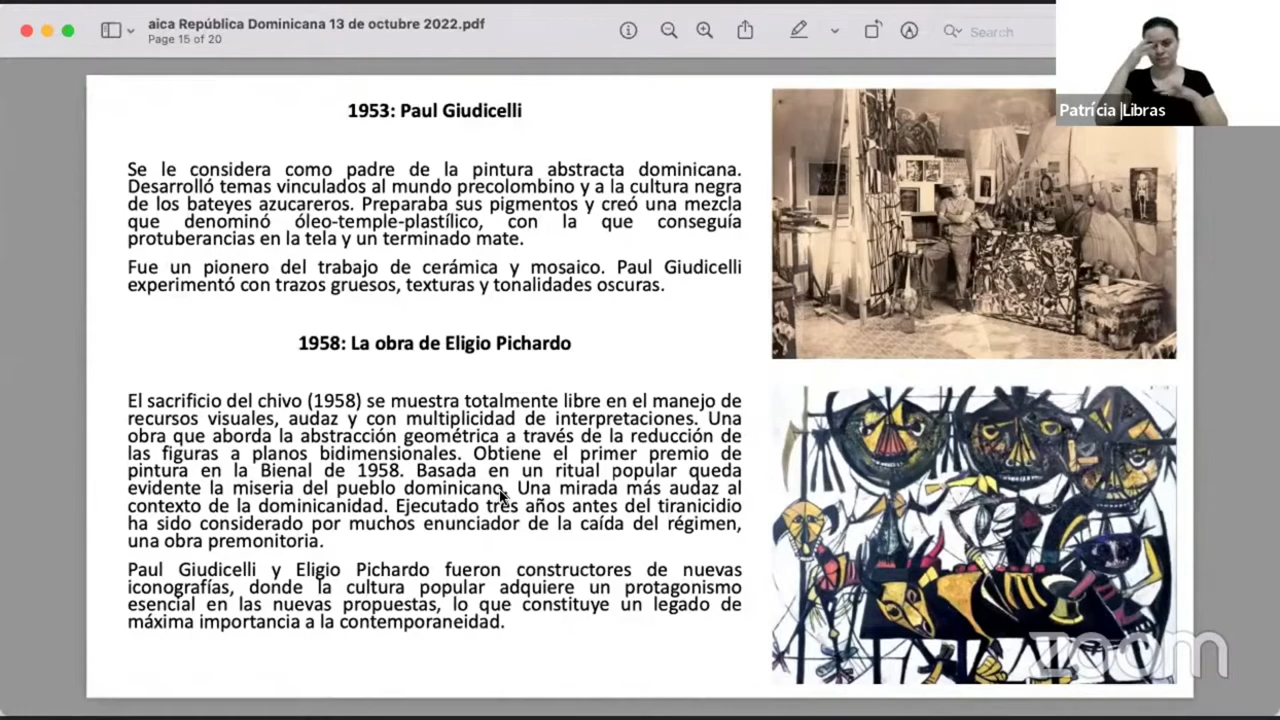 aica República Dominicana 13 de octubre 2022.pdf
Page 15 of 20
Search
Patrícia |Libras
1953: Paul Giudicelli
Se le considera como padre de la pintura abstracta dominicana.
Desarrolló temas vinculados al mundo precolombino y a la cultura negra
de los bateyes azucareros. Preparaba sus pigmentos y creó una mezcla
que denominó óleo-temple-plastílico, con la que conseguía
protuberancias en la tela y un terminado mate.
Fue un pionero del trabajo de cerámica y mosaico. Paul Giudicelli
experimentó con trazos gruesos, texturas y tonalidades oscuras.
1958: La obra de Eligio Pichardo
El sacrificio del chivo (1958) se muestra totalmente libre en el manejo de
recursos visuales, audaz y con multiplicidad de interpretaciones. Una
obra que aborda la abstracción geométrica a través de la reducción de
las figuras a planos bidimensionales. Obtiene el primer premio de
pintura en la Bienal de 1958. Basada en un ritual popular queda
evidente la miseria del pueblo dominicano. Una mirada más audaz al
contexto de la dominicanidad. Ejecutado tres años antes del tiranicidio
ha sido considerado por muchos enunciador de la caída del régimen,
una obra premonitoria.
Paul Giudicelli y Eligio Pichardo fueron constructores de nuevas
iconografías, donde la cultura popular adquiere un protagonismo
esencial en las nuevas propuestas, lo que constituye un legado de
máxima importancia a la contemporaneidad.
zoom